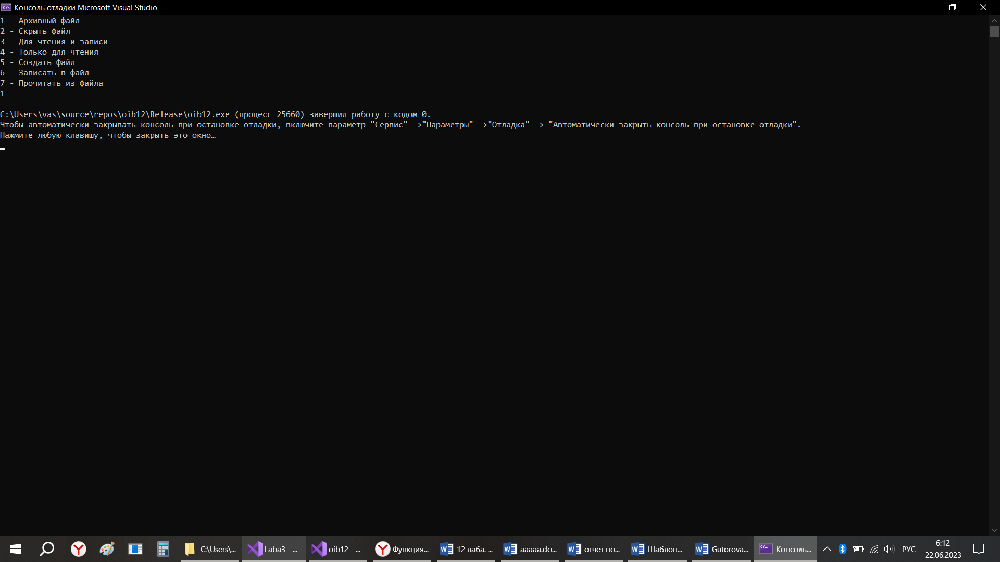 Консоль отладки Microsoft Visual Studio
1 - Архивный файл
2 - Скрыть файл
3 - Для чтения и записи
4 - Только для чтения
5 - Создать файл
6 - Записать в файл
7 - Прочитать из файла
1
C:\Users\vas\source\repos\oib12\Release\oib12.exe (процесс 25660) завершил работу с кодом 0.
Чтобы автоматически закрывать консоль при остановке отладки, включите параметр "Сервис" ->"Параметры" ->"Отладка" -> "Автоматически закрыть консоль при остановке отладки".
Нажмите любую клавишу, чтобы закрыть это окно…
C:\Users\... Laba3 - ... oib12 - ... Функция... 12 лаба. ... aaaaa.do... отчет по... Шаблон... Gutorova... Консоль... РУС 6:12
22.06.2023